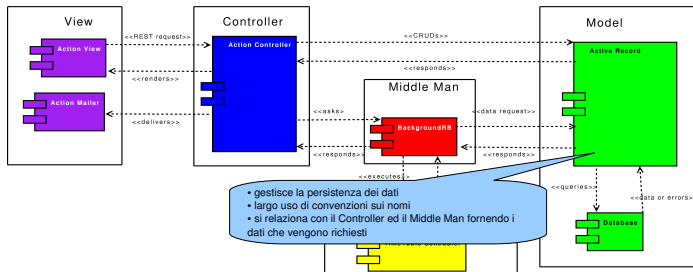 View
Controller
Model
<<REST request>>
<<CRUDs>>
Action View
Action Controller
Active Record
<<renders>>
<<responds>>
Middle Man
Action Mailer
<<asks>>
<<data request>>
<<delivers>>
BackgroundRB
<<responds>>
<<responds>>
<<executes>>
<<queries>>
<<data or errors>>
• gestisce la persistenza dei dati
• largo uso di convenzioni sui nomi
• si relaziona con il Controller ed il Middle Man fornendo i
dati che vengono richiesti
Database